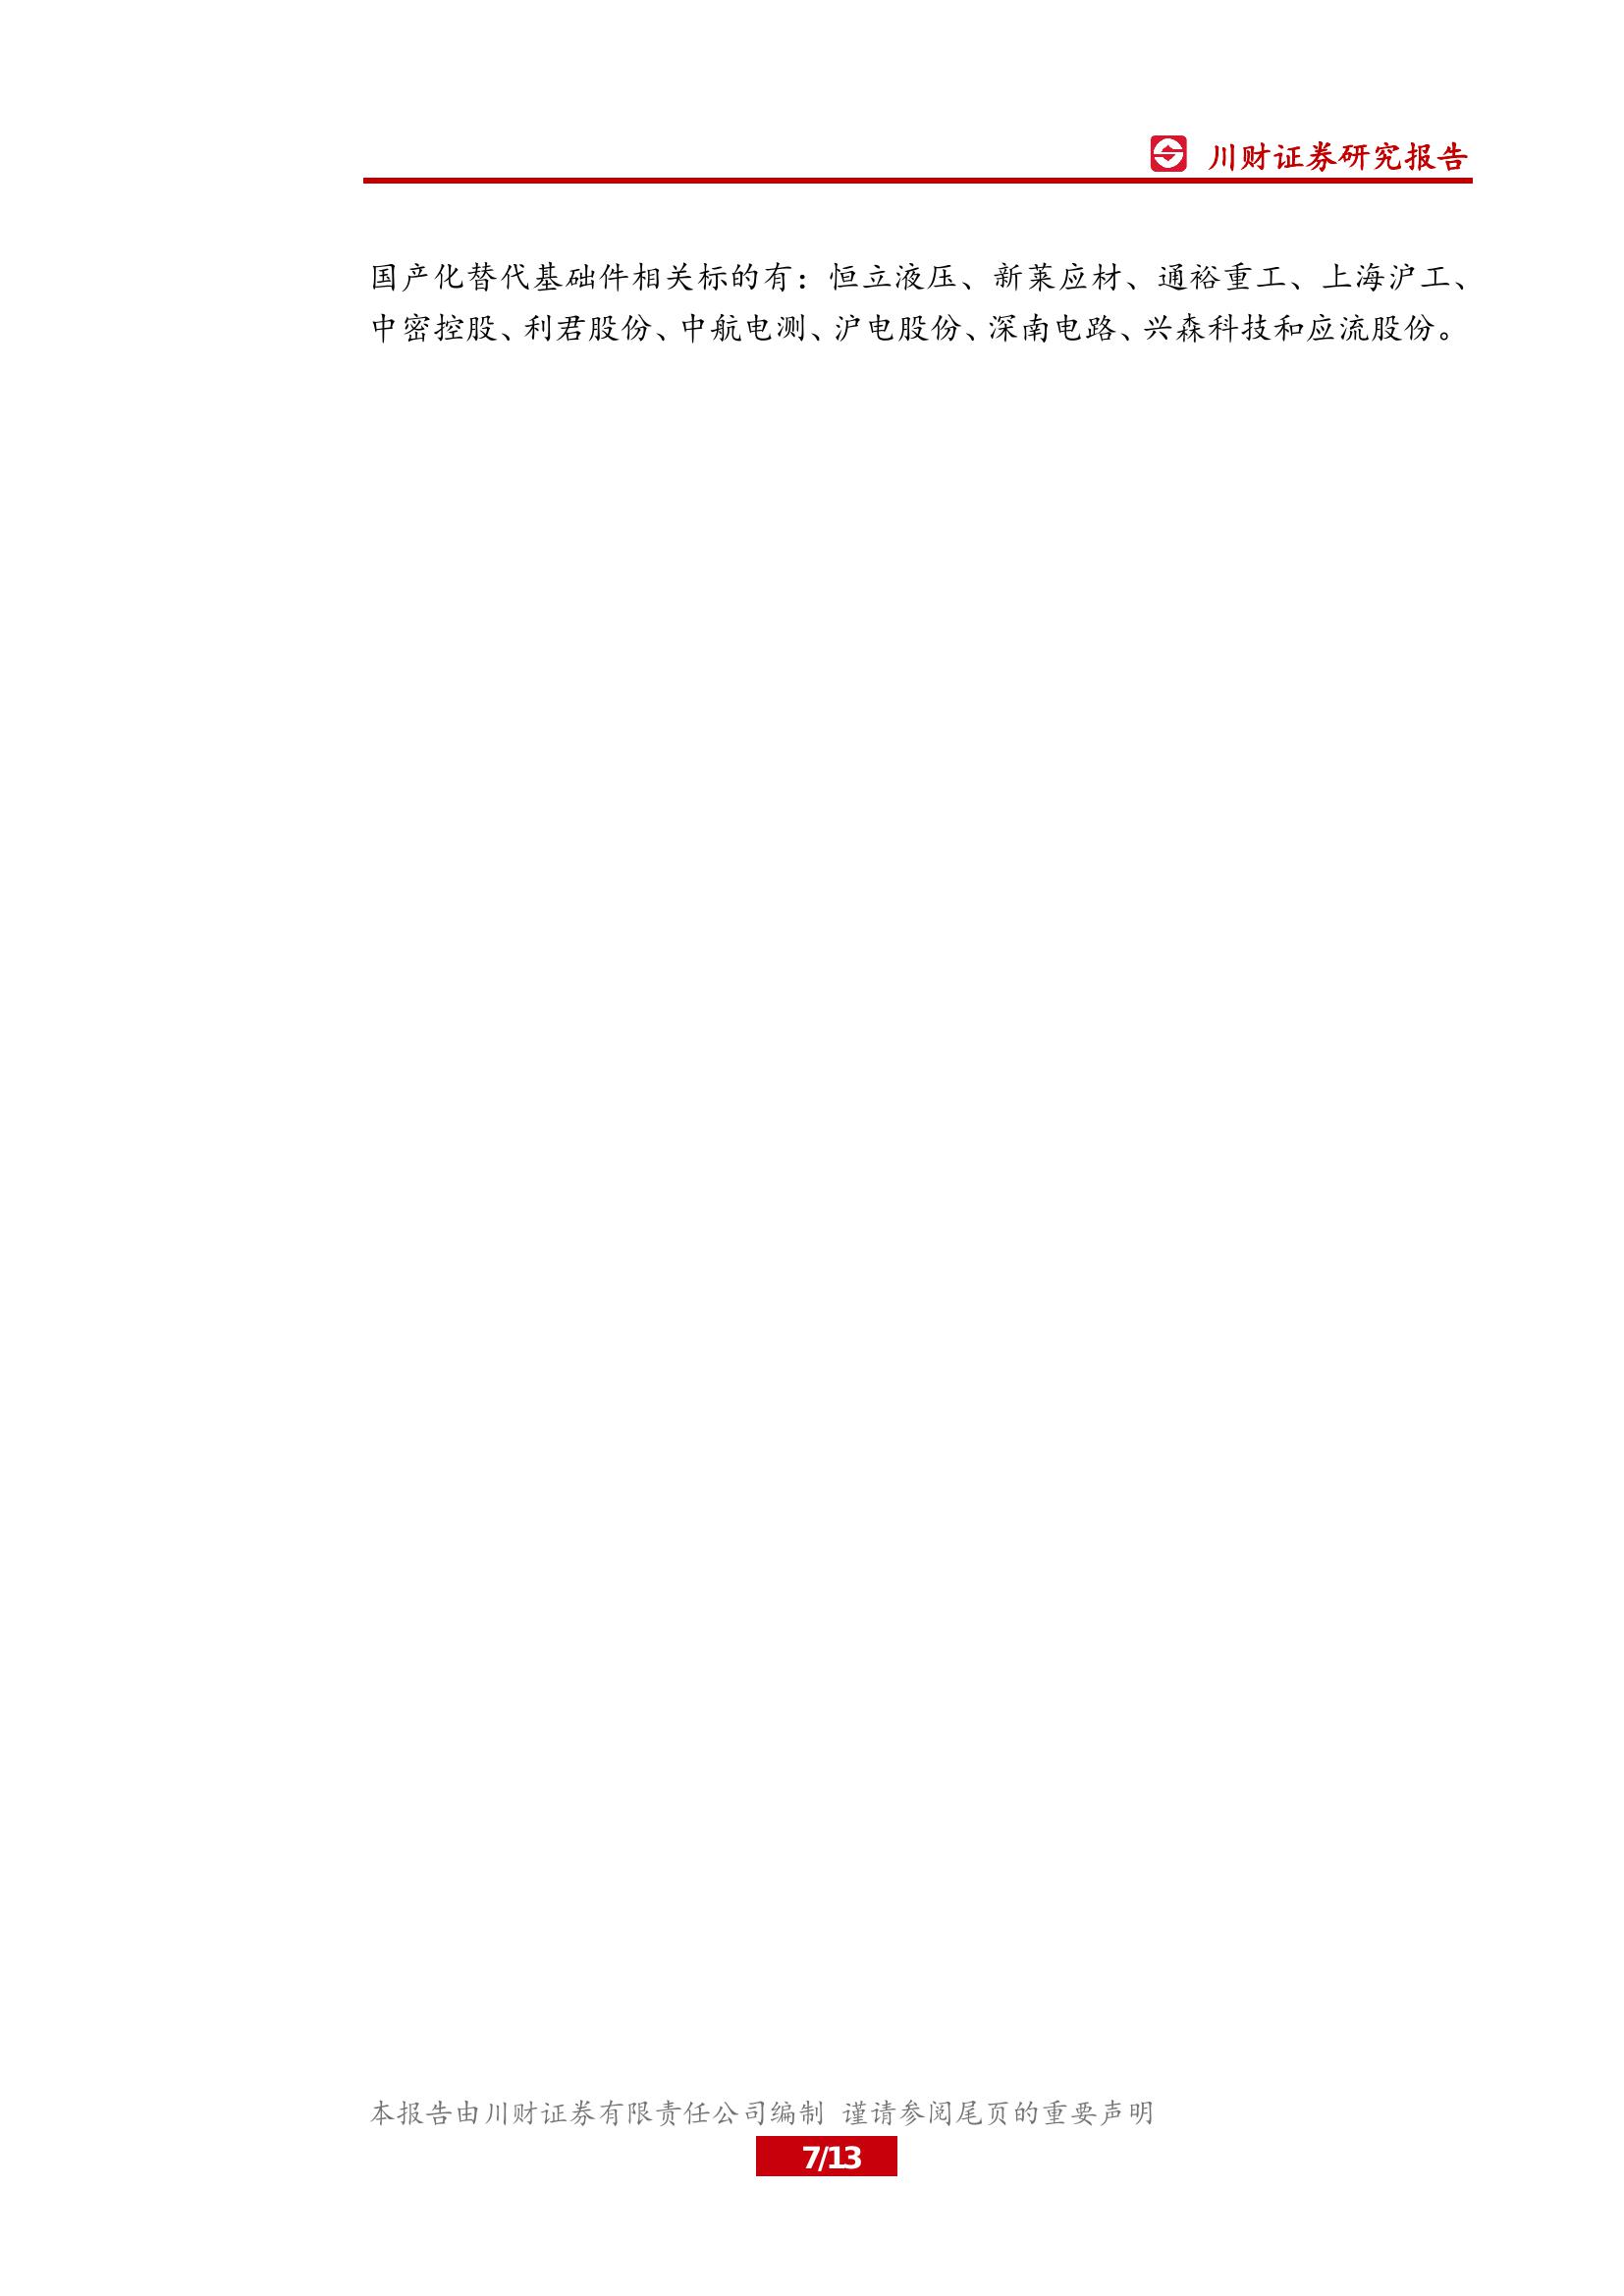 川财证券研究报告
国产化替代基础件相关标的有：恒立液压、新莱应材、通裕重工、上海沪工、
中密控股、利君股份、中航电测、沪电股份、深南电路、兴森科技和应流股份。
本报告由川财证券有限责任公司编制 谨请参阅尾页的重要声明
7/13